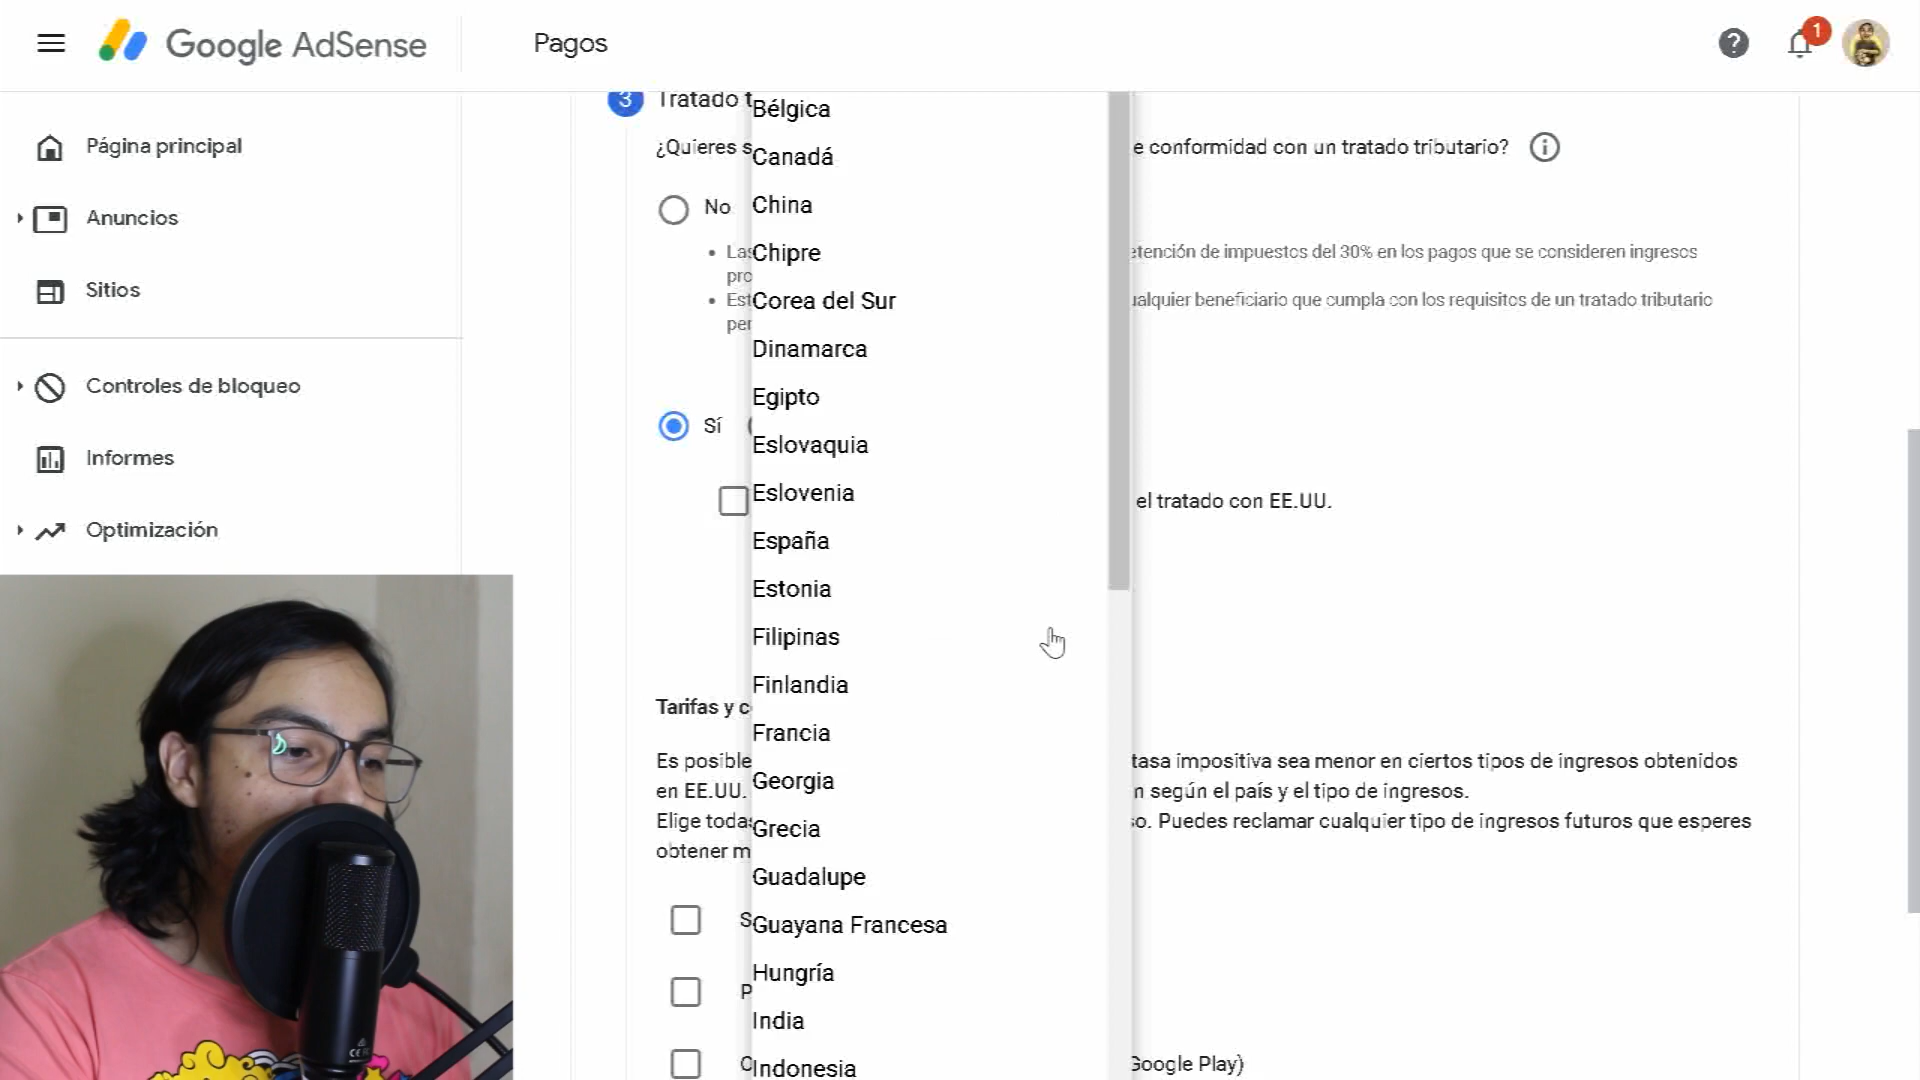 Google AdSense
Pagos
1
Página principal
Anuncios
Sitios
Controles de bloqueo
Informes
Optimización
3 Tratado t
¿Quieres s
e conformidad con un tratado tributario?
No
Las
etención de impuestos del 30% en los pagos que se consideren ingresos
pro
Est
ualquier beneficiario que cumpla con los requisitos de un tratado tributario
per
Sí
el tratado con EE.UU.
Tarifas y c
Es posible
tasa impositiva sea menor en ciertos tipos de ingresos obtenidos
en EE.UU.
n según el país y el tipo de ingresos.
Elige todas
so. Puedes reclamar cualquier tipo de ingresos futuros que esperes
obtener m
S
P
Google Play)
Bélgica
Canadá
China
Chipre
Corea del Sur
Dinamarca
Egipto
Eslovaquia
Eslovenia
España
Estonia
Filipinas
Finlandia
Francia
Georgia
Grecia
Guadalupe
Guayana Francesa
Hungría
India
Indonesia